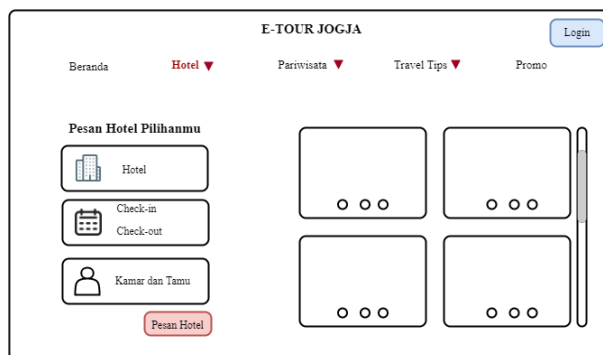 E-TOUR JOGJA
Login
Beranda
Hotel
Pariwisata
Travel Tips
Promo
Pesan Hotel Pilihanmu
Hotel
Check-in
Check-out
Kamar dan Tamu
Pesan Hotel